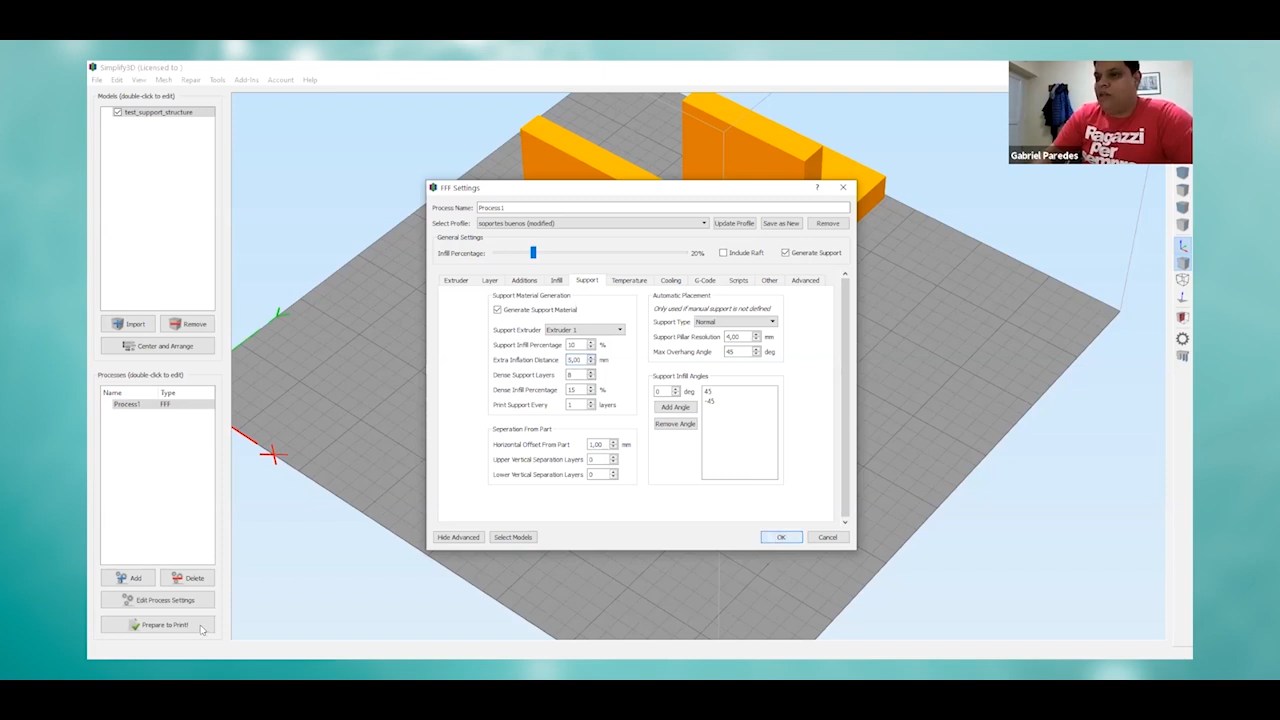 Simplify3D (Licensed to )
File Edit View Mesh Repair Tools Add-Ins Account Help
Models (double-click to edit)
test_support_structure
Import Remove
Center and Arrange
Processes (double-click to edit)
Name Type
Process1 FFF
Add Delete
Edit Process Settings
Prepare to Print!
FFF Settings
Process Name: Process1
Select Profile: soportes buenos (modified) Update Profile Save as New Remove
General Settings
Infill Percentage: 20% Include Raft Generate Support
Extruder Layer Additions Infill Support Temperature Cooling G-Code Scripts Other Advanced
Support Material Generation
Generate Support Material
Support Extruder Extruder 1
Support Infill Percentage 10 %
Extra Inflation Distance 5,00 mm
Dense Support Layers 8
Dense Infill Percentage 15 %
Print Support Every 1 layers
Seperation From Part
Horizontal Offset From Part 1,00 mm
Upper Vertical Separation Layers 0
Lower Vertical Separation Layers 0
Automatic Placement
Only used if manual support is not defined
Support Type Normal
Support Pillar Resolution 4,00 mm
Max Overhang Angle 45 deg
Support Infill Angles
0 deg 45
-45
Add Angle
Remove Angle
Hide Advanced Select Models OK Cancel
Ragazzi
Per
Gabriel Paredes